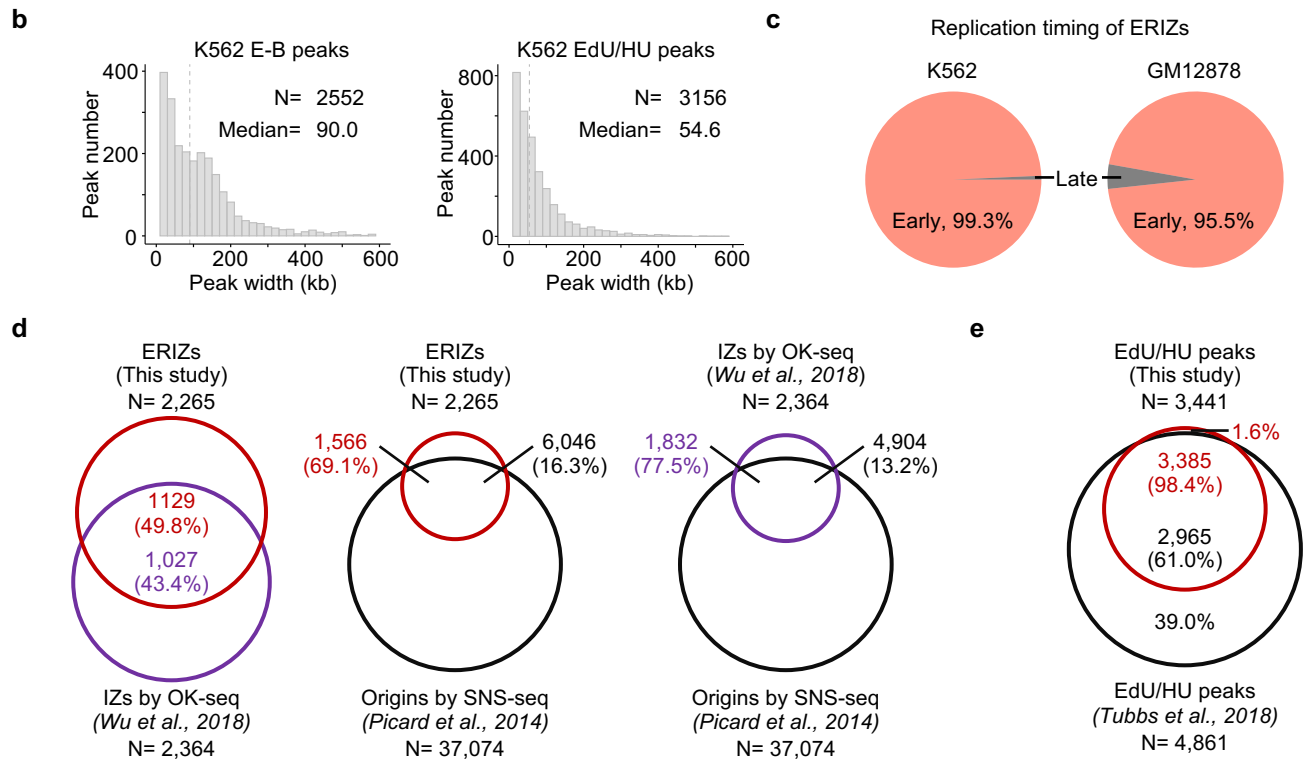 b
K562 E-B peaks
Peak number
400
200
0
N= 2552
Median= 90.0
0 200 400 600
Peak width (kb)
K562 EdU/HU peaks
Peak number
800
400
0
N= 3156
Median= 54.6
0 200 400 600
Peak width (kb)
c
Replication timing of ERIZs
K562
GM12878
Late
Early, 99.3%
Early, 95.5%
d
ERIZs
(This study)
N= 2,265
1129
(49.8%)
1,027
(43.4%)
IZs by OK-seq
(Wu et al., 2018)
N= 2,364
ERIZs
(This study)
N= 2,265
1,566
(69.1%)
6,046
(16.3%)
Origins by SNS-seq
(Picard et al., 2014)
N= 37,074
IZs by OK-seq
(Wu et al., 2018)
N= 2,364
1,832
(77.5%)
4,904
(13.2%)
Origins by SNS-seq
(Picard et al., 2014)
N= 37,074
e
EdU/HU peaks
(This study)
N= 3,441
1.6%
3,385
(98.4%)
2,965
(61.0%)
39.0%
EdU/HU peaks
(Tubbs et al., 2018)
N= 4,861